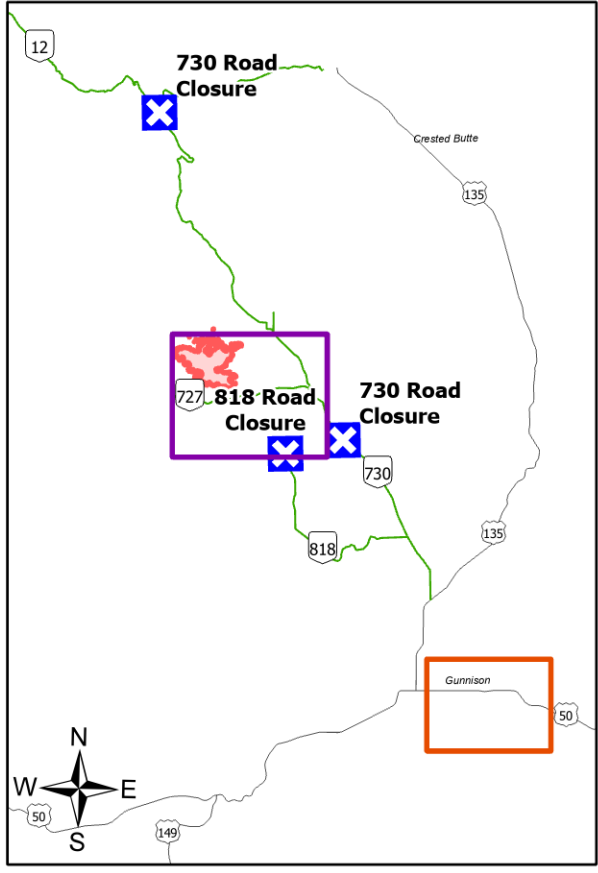 12
730 Road
Closure
Crested Butte
135
727
818 Road
Closure
730 Road
Closure
730
818
135
Gunnison
50
N
W
E
S
50
149